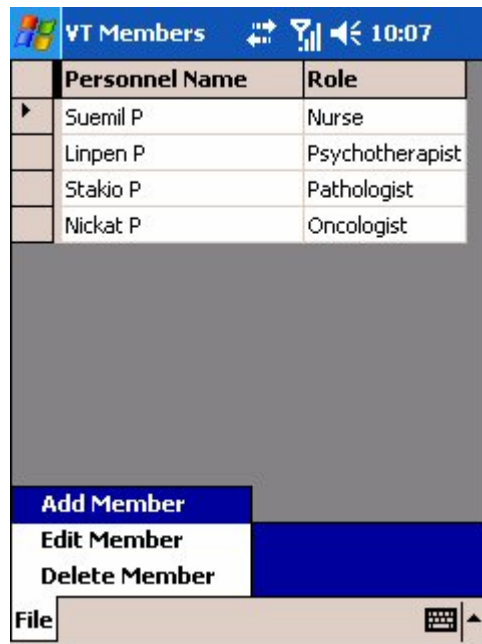 VT Members 10:07
Personnel Name Role
Suemil P Nurse
Linpen P Psychotherapist
Stakio P Pathologist
Nickat P Oncologist
Add Member
Edit Member
Delete Member
File